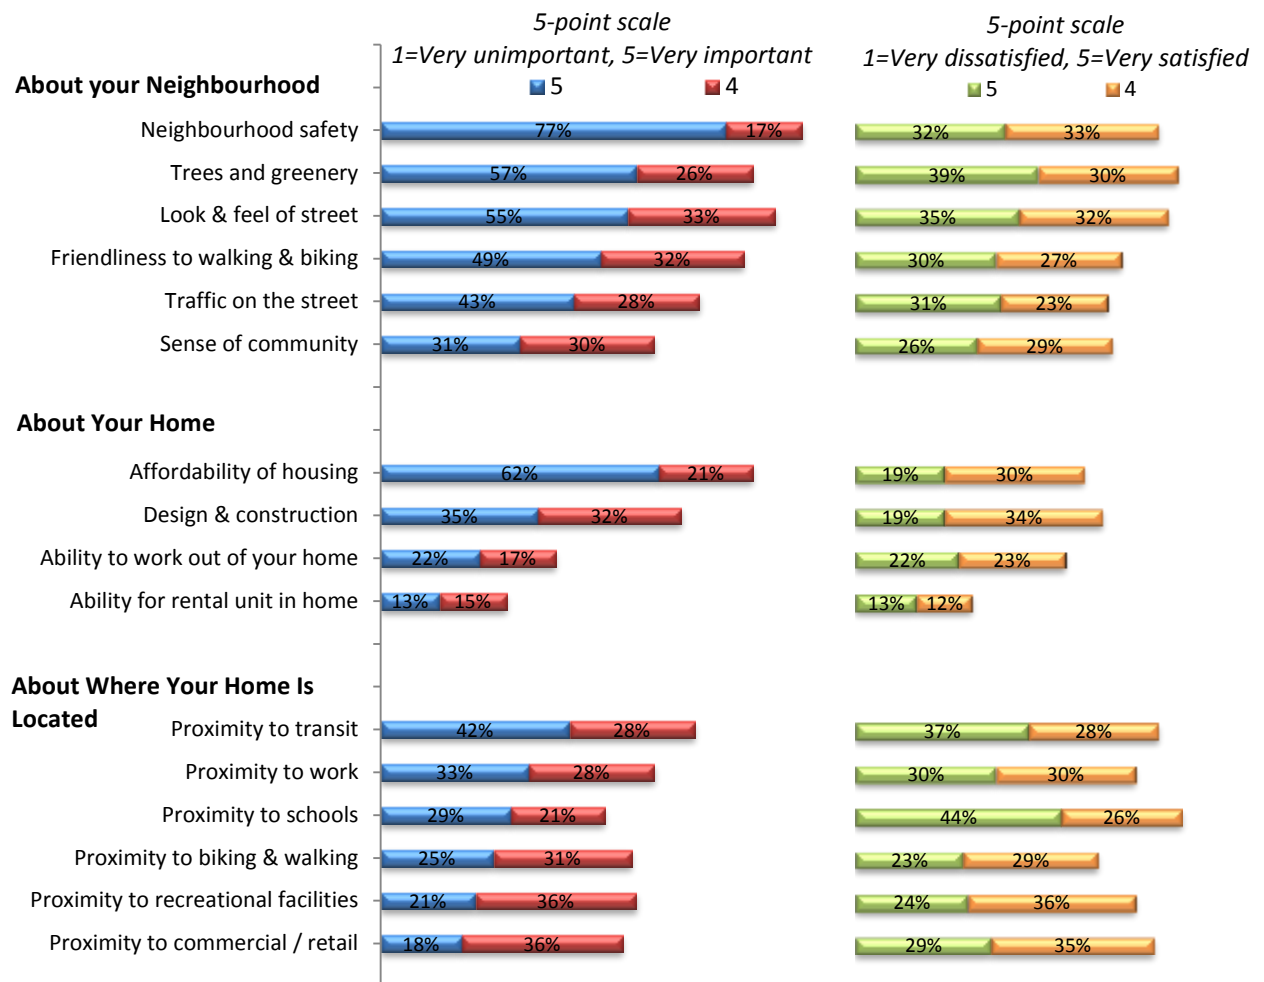 5-point scale
1=Very unimportant, 5=Very important
5 4
5-point scale
1=Very dissatisfied, 5=Very satisfied
5 4
About your Neighbourhood
Neighbourhood safety 77% 17% 32% 33%
Trees and greenery 57% 26% 39% 30%
Look & feel of street 55% 33% 35% 32%
Friendliness to walking & biking 49% 32% 30% 27%
Traffic on the street 43% 28% 31% 23%
Sense of community 31% 30% 26% 29%
About Your Home
Affordability of housing 62% 21% 19% 30%
Design & construction 35% 32% 19% 34%
Ability to work out of your home 22% 17% 22% 23%
Ability for rental unit in home 13% 15% 13% 12%
About Where Your Home Is
Located
Proximity to transit 42% 28% 37% 28%
Proximity to work 33% 28% 30% 30%
Proximity to schools 29% 21% 44% 26%
Proximity to biking & walking 25% 31% 23% 29%
Proximity to recreational facilities 21% 36% 24% 36%
Proximity to commercial / retail 18% 36% 29% 35%